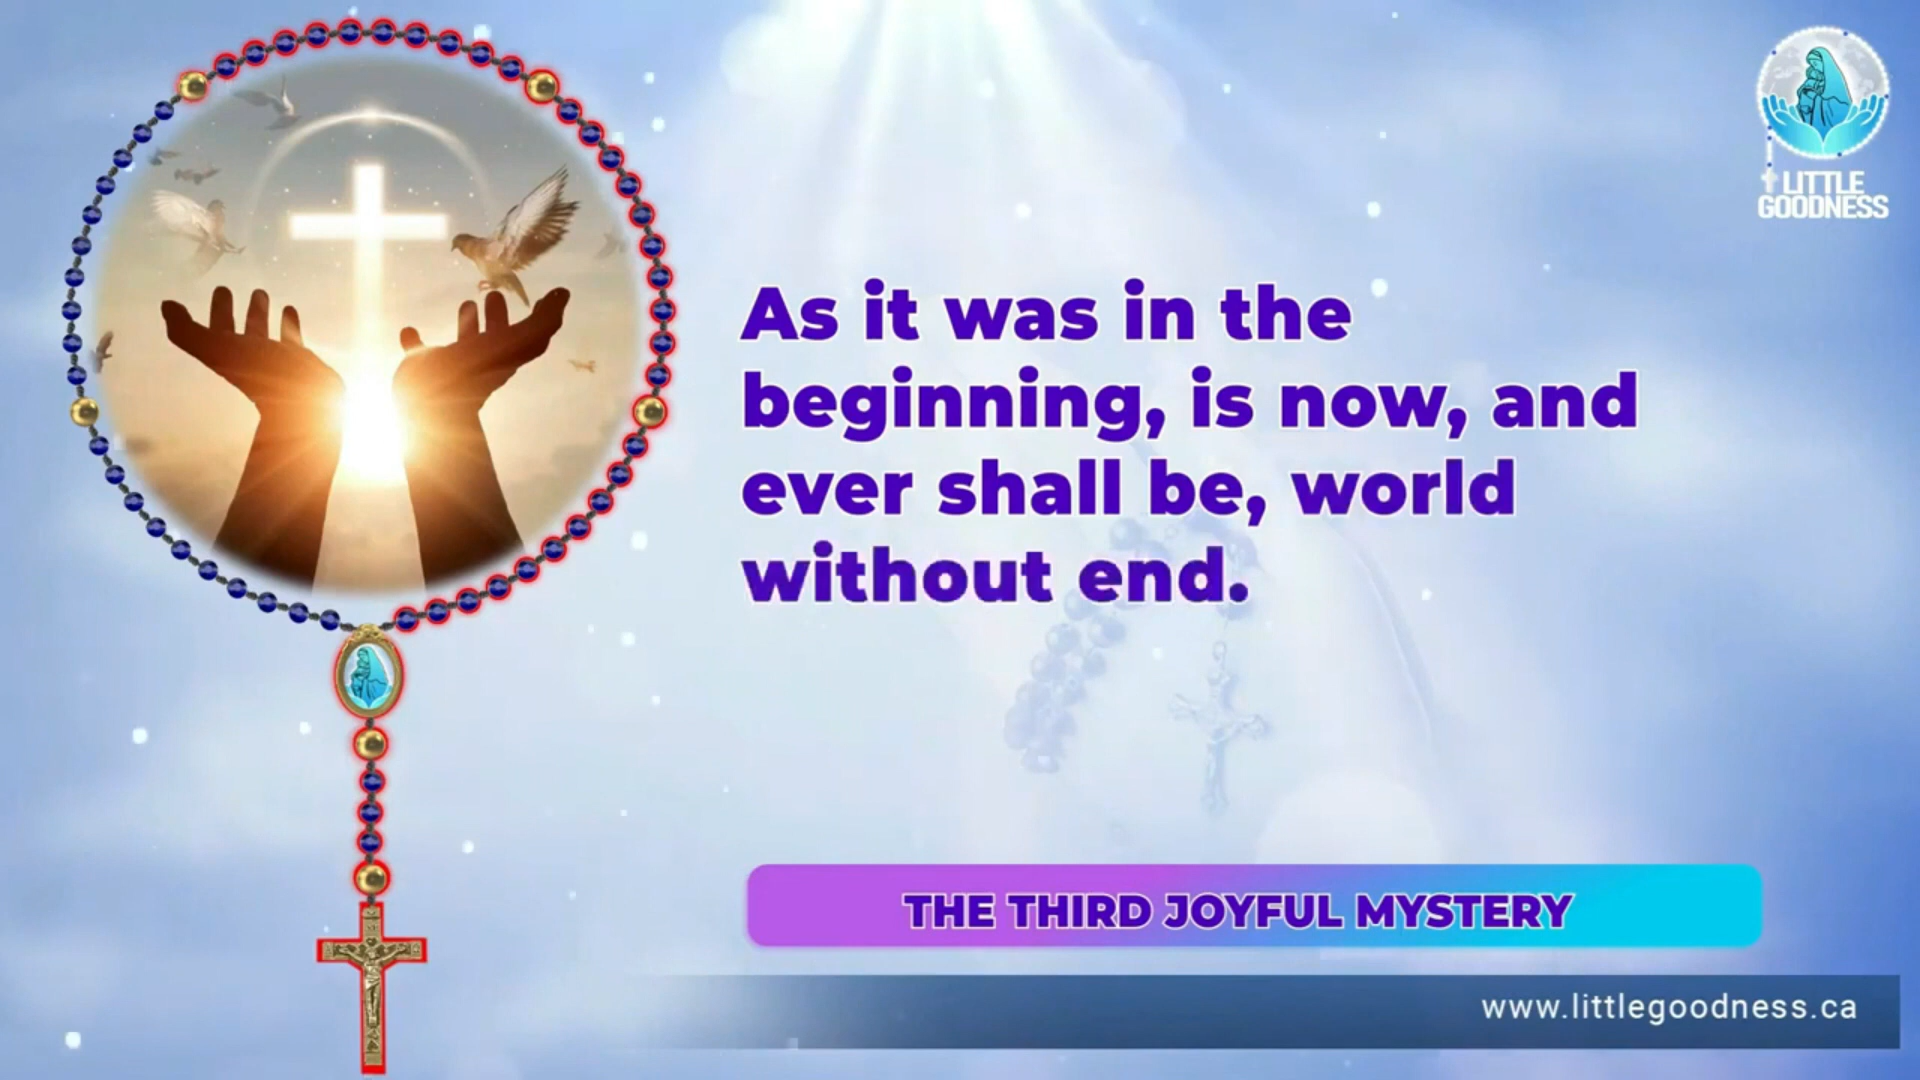 LITTLE
GOODNESS
As it was in the
beginning, is now, and
ever shall be, world
without end.
THE THIRD JOYFUL MYSTERY
www.littlegoodness.ca